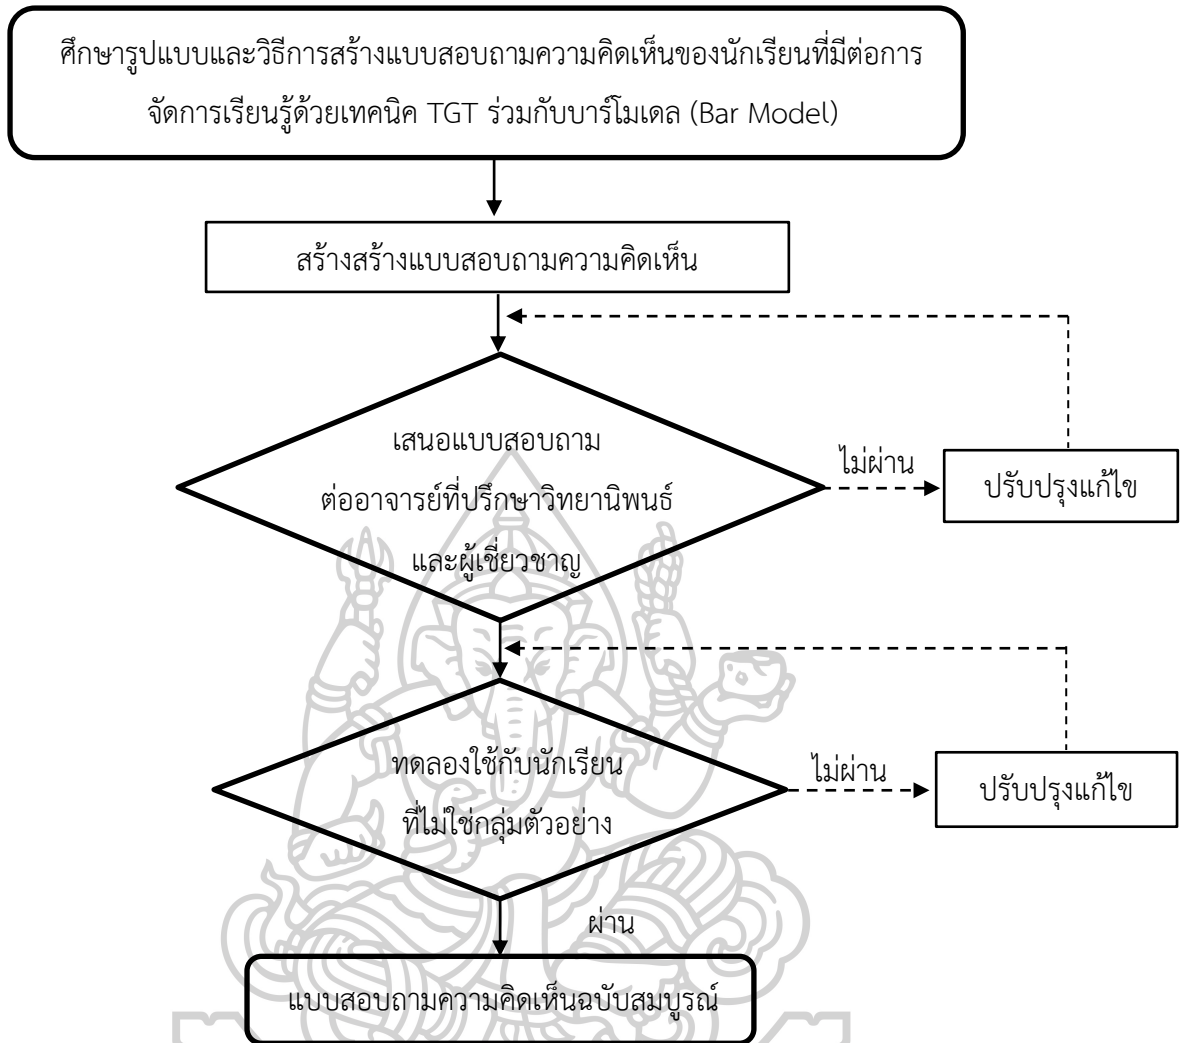 ศึกษารูปแบบและวิธีการสร้างแบบสอบถามความคิดเห็นของนักเรียนที่มีต่อการ
จัดการเรียนรู้ด้วยเทคนิค TGT ร่วมกับบาร์โมเดล (Bar Model)
สร้างสร้างแบบสอบถามความคิดเห็น
เสนอแบบสอบถาม
ต่ออาจารย์ที่ปรึกษาวิทยานิพนธ์
และผู้เชี่ยวชาญ
ไม่ผ่าน
ปรับปรุงแก้ไข
ทดลองใช้กับนักเรียน
ที่ไม่ใช่กลุ่มตัวอย่าง
ไม่ผ่าน
ปรับปรุงแก้ไข
ผ่าน
แบบสอบถามความคิดเห็นฉบับสมบูรณ์